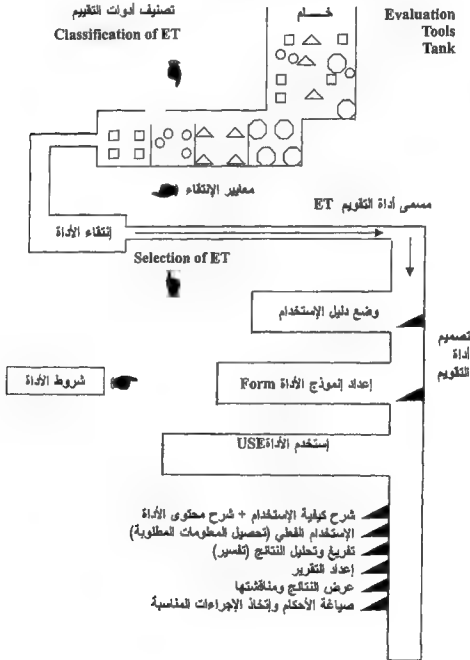 تصنيف أدوات التقييم
Classification of ET
خـــام
Evaluation
Tools
Tank
معايير الإنتقاء
مسمى أداة التقويم ET
إنتقاء الأداة
Selection of ET
وضع دليل الإستخدام
تصميم
أداة
التقويم
إعداد إنموذج الأداة Form
شروط الأداة
إستخدم الأداة USE
شرح كيفية الإستخدام + شرح محتوى الأداة
الإستخدام الفعلي (تحصيل المعلومات المطلوبة)
تفريغ وتحليل النتائج (تفسير)
إعداد التقرير
عرض النتائج ومناقشتها
صياغة الأحكام وإتخاذ الإجراءات المناسبة